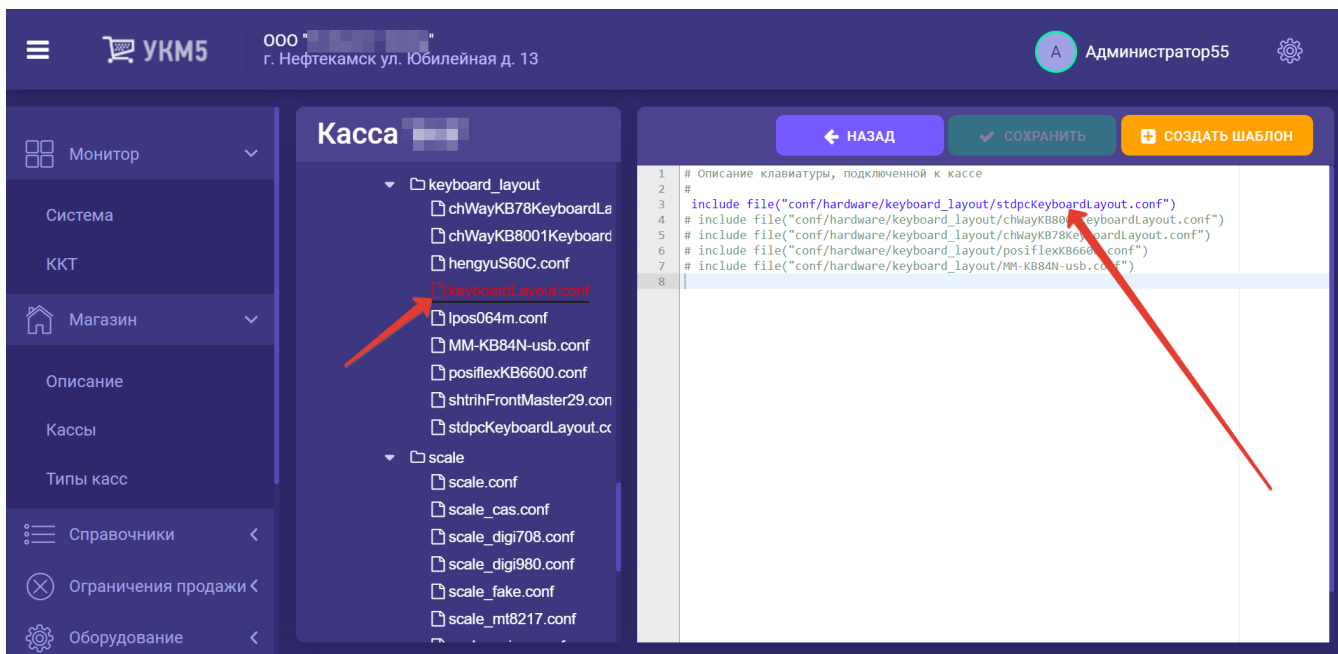 УКМ5
ООО " "
г. Нефтекамск ул. Юбилейная д. 13
А
Администратор55
Монитор
Система
ККТ
Магазин
Описание
Кассы
Типы касс
Справочники
Ограничения продажи
Оборудование
Касса
keyboard_layout
chWayKB78KeyboardLa
chWayKB8001Keyboard
hengyuS60C.conf
keyboardLayout.conf
lpos064m.conf
MM-KB84N-usb.conf
posiflexKB6600.conf
shtrihFrontMaster29.con
stdpcKeyboardLayout.co
scale
scale.conf
scale_cas.conf
scale_digi708.conf
scale_digi980.conf
scale_fake.conf
scale_mt8217.conf
НАЗАД
СОХРАНИТЬ
СОЗДАТЬ ШАБЛОН
1 # Описание клавиатуры, подключенной к кассе
2 #
3 include file("conf/hardware/keyboard_layout/stdpcKeyboardLayout.conf")
4 # include file("conf/hardware/keyboard_layout/chWayKB8001KeyboardLayout.conf")
5 # include file("conf/hardware/keyboard_layout/chWayKB78KeyboardLayout.conf")
6 # include file("conf/hardware/keyboard_layout/posiflexKB6600.conf")
7 # include file("conf/hardware/keyboard_layout/MM-KB84N-usb.conf")
8